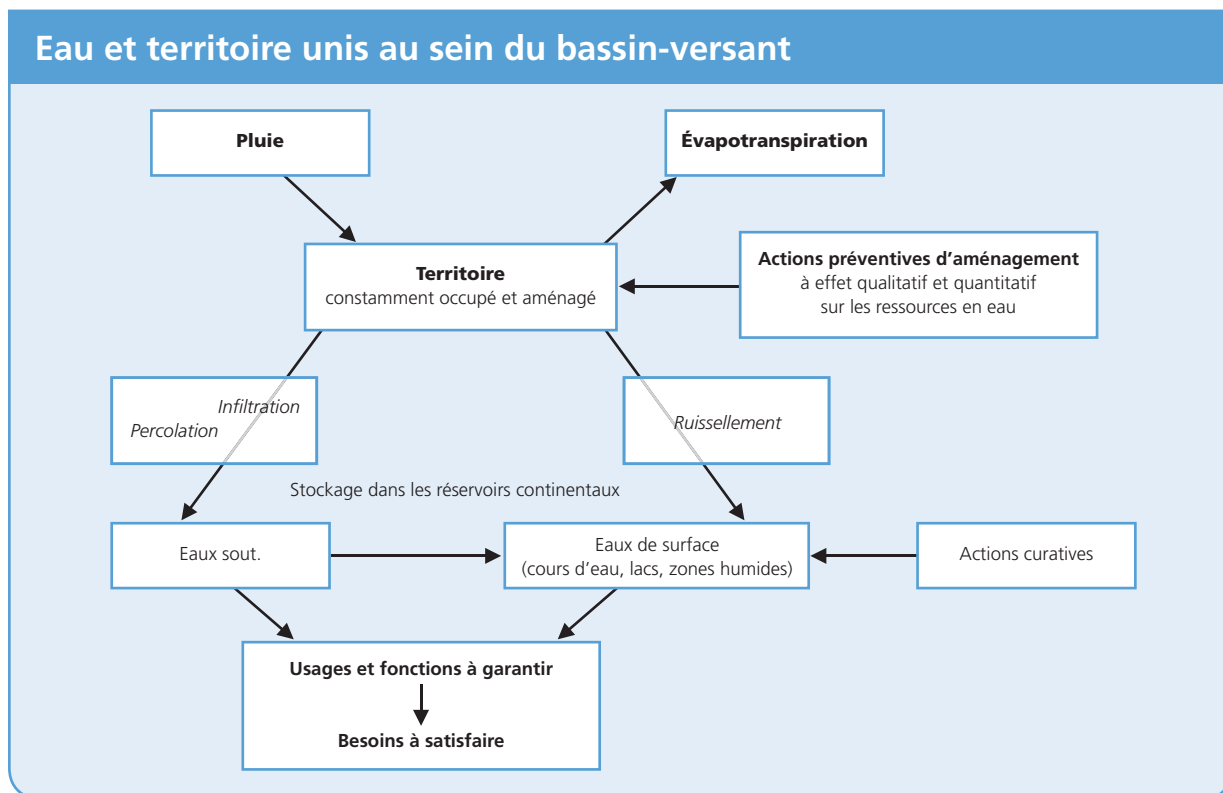 Eau et territoire unis au sein du bassin-versant
Pluie
Évapotranspiration
Territoire
constamment occupé et aménagé
Actions préventives d'aménagement
à effet qualitatif et quantitatif
sur les ressources en eau
Infiltration
Percolation
Ruissellement
Stockage dans les réservoirs continentaux
Eaux sout.
Eaux de surface
(cours d'eau, lacs, zones humides)
Actions curatives
Usages et fonctions à garantir
Besoins à satisfaire